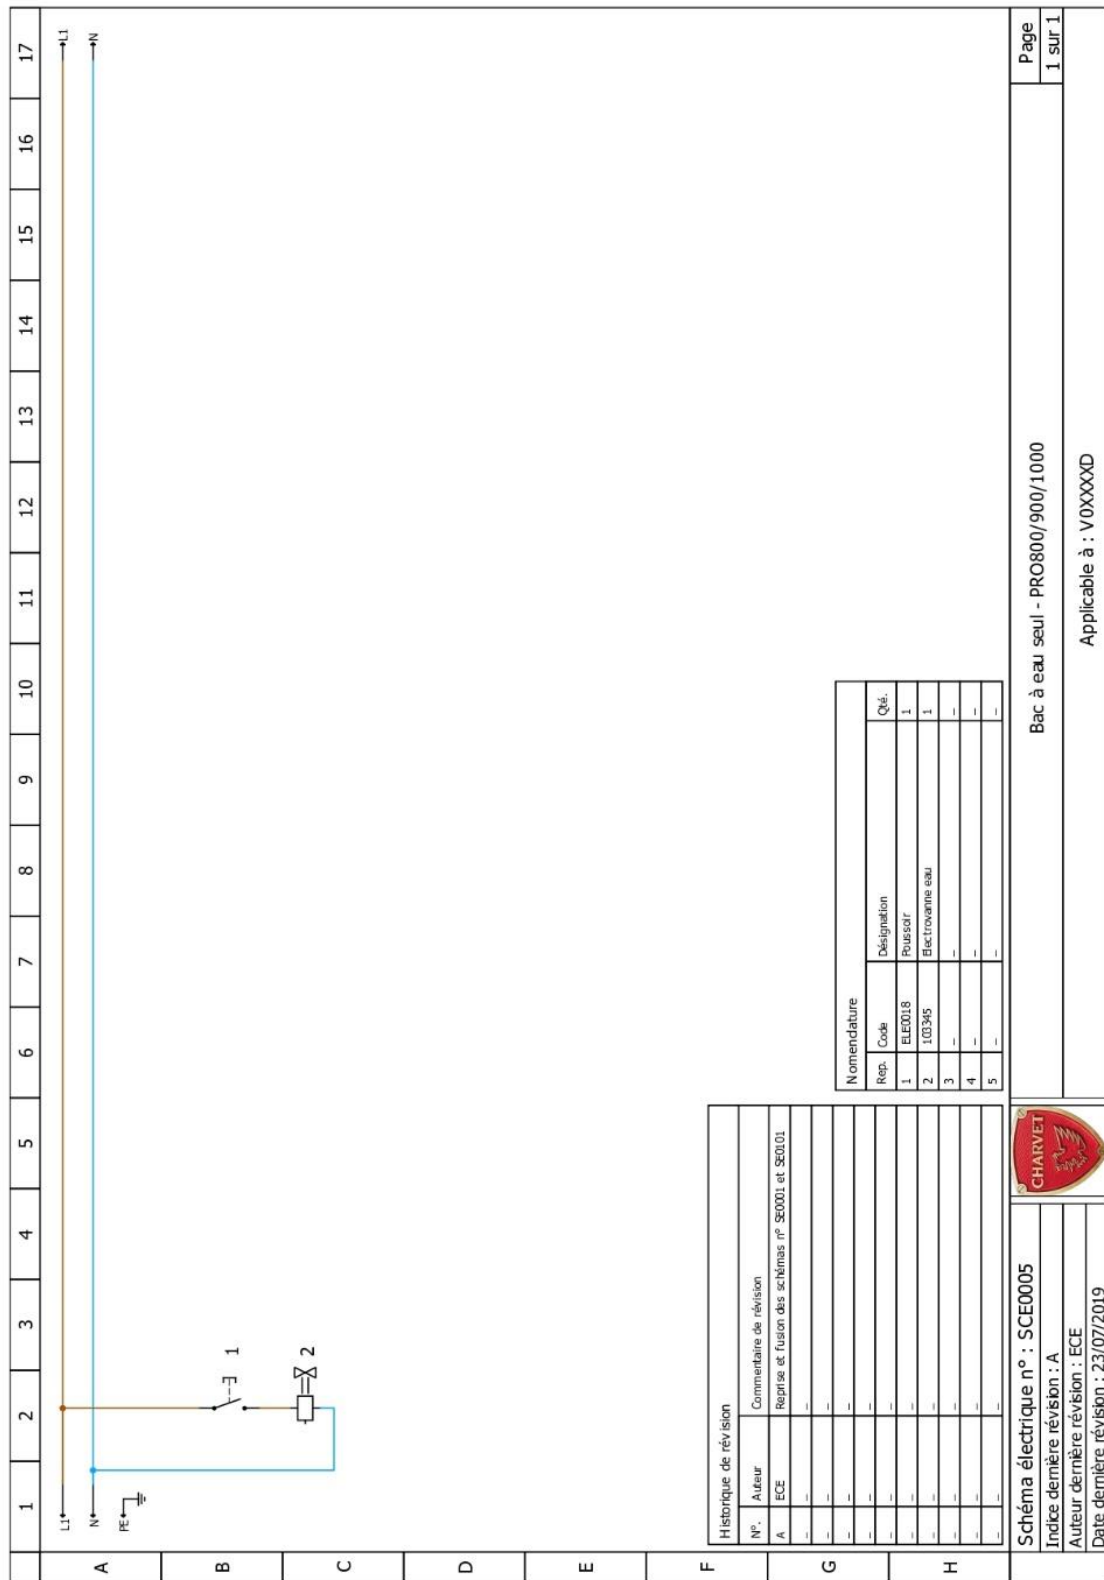 1 2 3 4 5 6 7 8 9 10 11 12 13 14 15 16 17
A
B
C
D
E
F
G
H
L1
N
PE
L1
N
1
2
Historique de révision
N°. Auteur Commentaire de révision
A ECE Reprise et fusion des schémas n° SE0001 et SE0101
– – –
– – –
– – –
– – –
– – –
– – –
– – –
– – –
Nomendature
Rep. Code Désignation Qté.
1 ELE0018 Poussoir 1
2 103345 Electrovanne eau 1
3 – – –
4 – – –
5 – – –
Schéma électrique n° : SCE0005
Indice dernière révision : A
Auteur dernière révision : ECE
Date dernière révision : 23/07/2019
CHARVET
Bac à eau seul - PRO800/900/1000
Applicable à : V0XXXXD
Page
1 sur 1